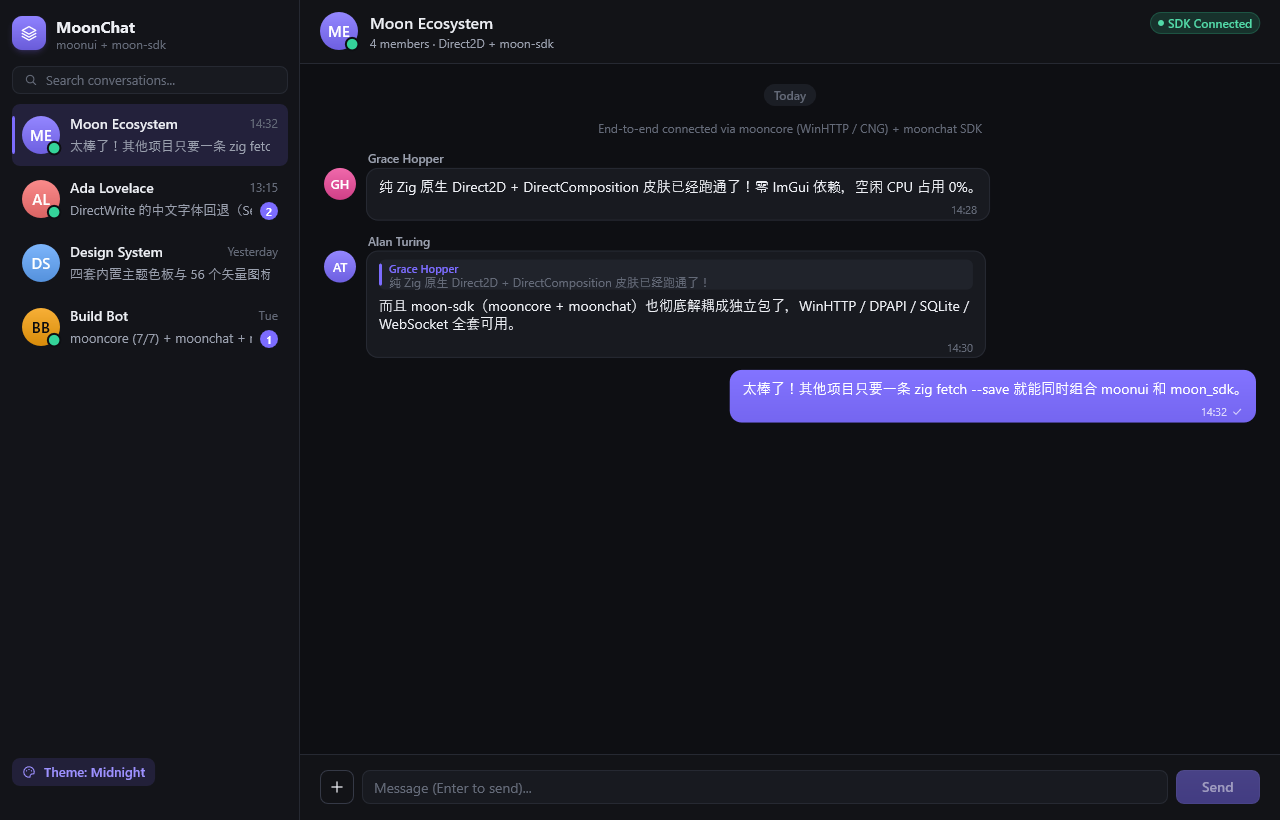 MoonChat
moonui + moon-sdk
Search conversations...
ME
Moon Ecosystem
14:32
太棒了！其他项目只要一条 zig fetc
AL
Ada Lovelace
13:15
DirectWrite 的中文字体回退（Se
2
DS
Design System
Yesterday
四套内置主题色板与 56 个矢量图标
BB
Build Bot
Tue
mooncore (7/7) + moonchat +
1
Theme: Midnight
ME
Moon Ecosystem
4 members · Direct2D + moon-sdk
SDK Connected
Today
End-to-end connected via mooncore (WinHTTP / CNG) + moonchat SDK
Grace Hopper
GH
纯 Zig 原生 Direct2D + DirectComposition 皮肤已经跑通了！零 ImGui 依赖，空闲 CPU 占用 0%。
14:28
Alan Turing
AT
Grace Hopper
纯 Zig 原生 Direct2D + DirectComposition 皮肤已经跑通了！
而且 moon-sdk（mooncore + moonchat）也彻底解耦成独立包了，WinHTTP / DPAPI / SQLite /
WebSocket 全套可用。
14:30
太棒了！其他项目只要一条 zig fetch --save 就能同时组合 moonui 和 moon_sdk。
14:32
Message (Enter to send)...
Send